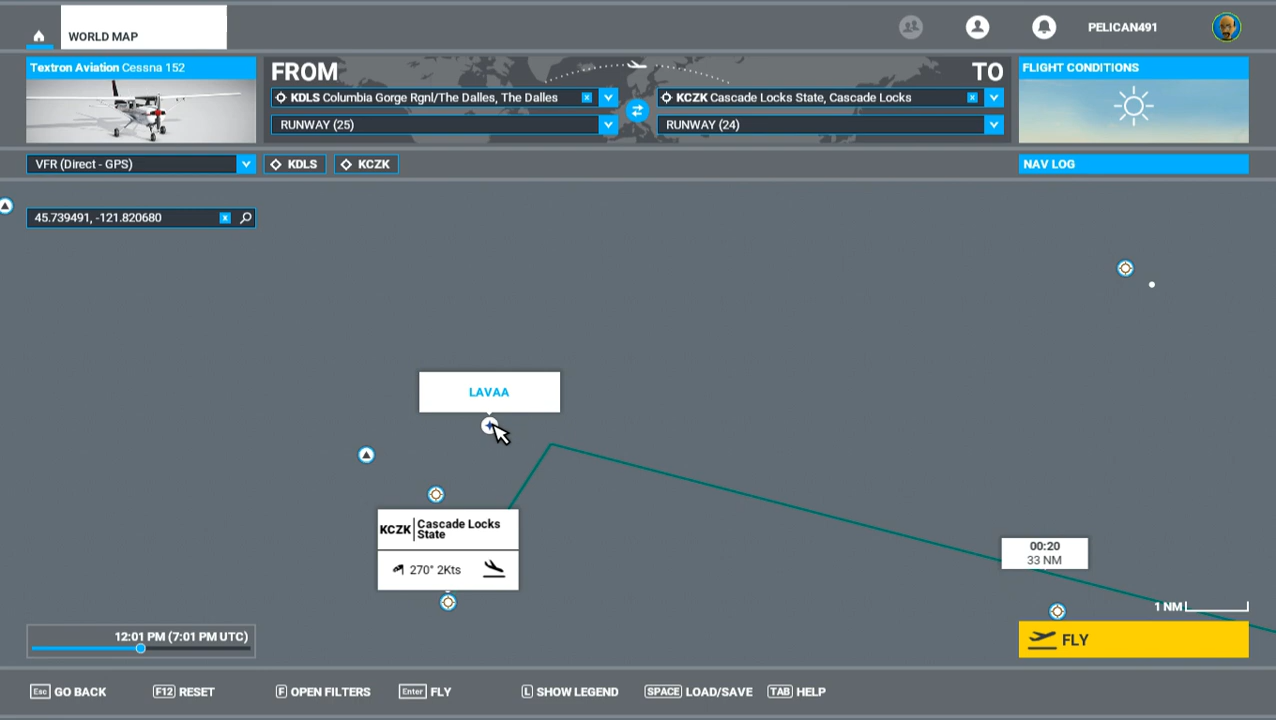 WORLD MAP
PELICAN491
Textron Aviation Cessna 152
FROM
TO
FLIGHT CONDITIONS
KDLS Columbia Gorge Rgnl/The Dalles, The Dalles
KCZK Cascade Locks State, Cascade Locks
RUNWAY (25)
RUNWAY (24)
VFR (Direct - GPS)
KDLS
KCZK
NAV LOG
45.739491, -121.820680
LAVAA
KCZK
Cascade Locks
State
270° 2Kts
00:20
33 NM
1 NM
12:01 PM (7:01 PM UTC)
FLY
Esc GO BACK
F12 RESET
F OPEN FILTERS
Enter FLY
L SHOW LEGEND
SPACE LOAD/SAVE
TAB HELP